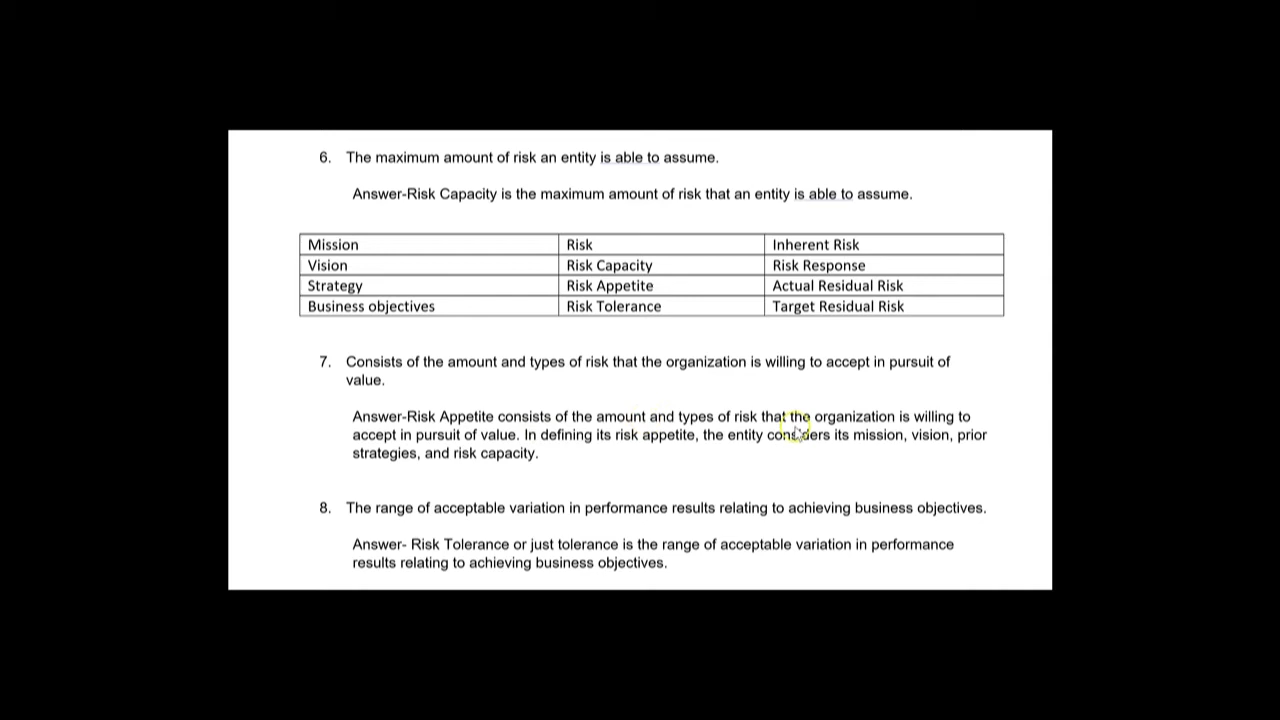 6. The maximum amount of risk an entity is able to assume.
Answer-Risk Capacity is the maximum amount of risk that an entity is able to assume.
Mission Risk Inherent Risk
Vision Risk Capacity Risk Response
Strategy Risk Appetite Actual Residual Risk
Business objectives Risk Tolerance Target Residual Risk
7. Consists of the amount and types of risk that the organization is willing to accept in pursuit of
value.
Answer-Risk Appetite consists of the amount and types of risk that the organization is willing to
accept in pursuit of value. In defining its risk appetite, the entity considers its mission, vision, prior
strategies, and risk capacity.
8. The range of acceptable variation in performance results relating to achieving business objectives.
Answer- Risk Tolerance or just tolerance is the range of acceptable variation in performance
results relating to achieving business objectives.